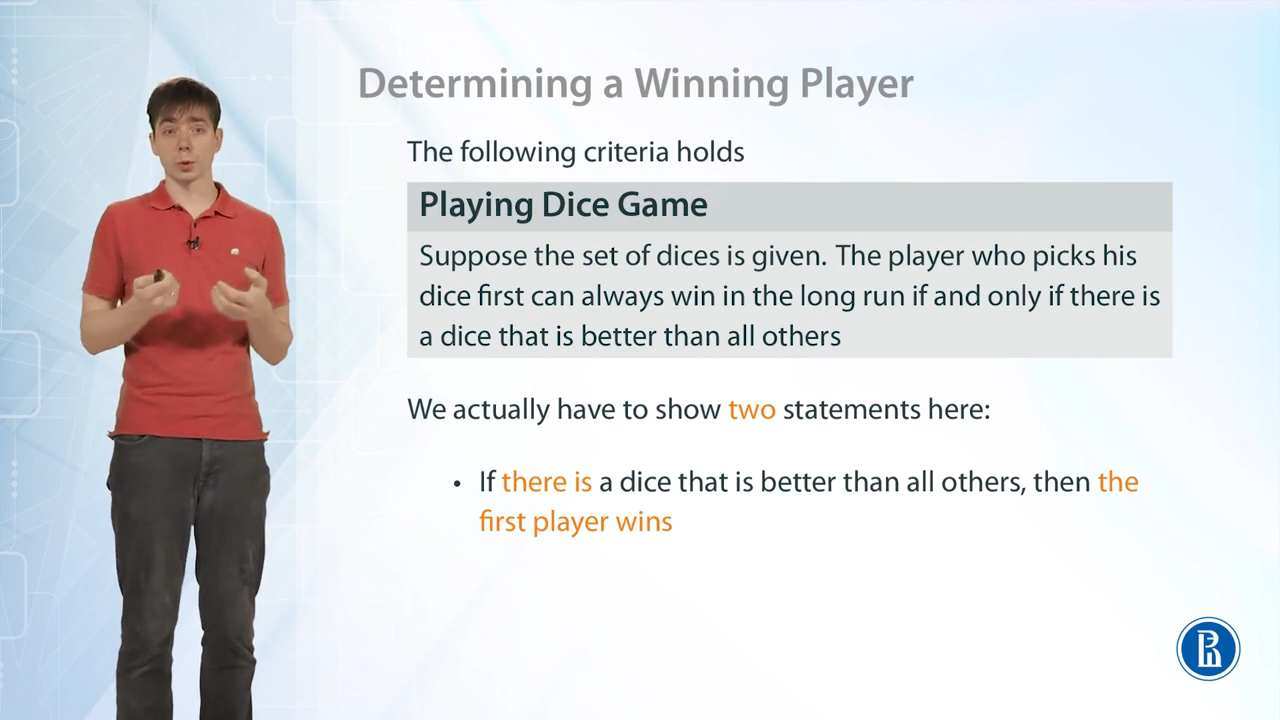 Determining a Winning Player
The following criteria holds
Playing Dice Game
Suppose the set of dices is given. The player who picks his
dice first can always win in the long run if and only if there is
a dice that is better than all others
We actually have to show two statements here:
• If there is a dice that is better than all others, then the
first player wins